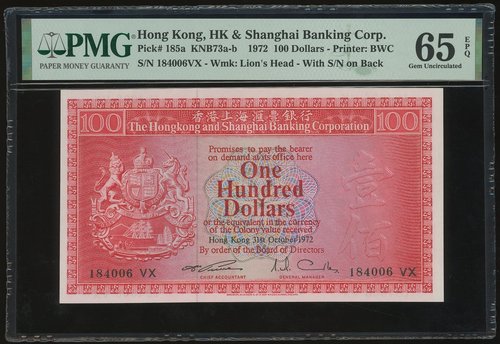 PMG
PAPER MONEY GUARANTY
Hong Kong, HK & Shanghai Banking Corp.
Pick# 185a KNB73a-b 1972 100 Dollars - Printer: BWC
S/N 184006VX - Wmk: Lion's Head - With S/N on Back
65 EPQ
Gem Uncirculated
100 香港上海滙豐銀行 100
The Hongkong and Shanghai Banking Corporation
Promises to pay the bearer
on demand at its office here
One
Hundred
Dollars
or the equivalent in the currency
of the Colony value received
Hong Kong 31st October 1972
By order of the Board of Directors
壹佰
184006 VX
CHIEF ACCOUNTANT GENERAL MANAGER
184006 VX